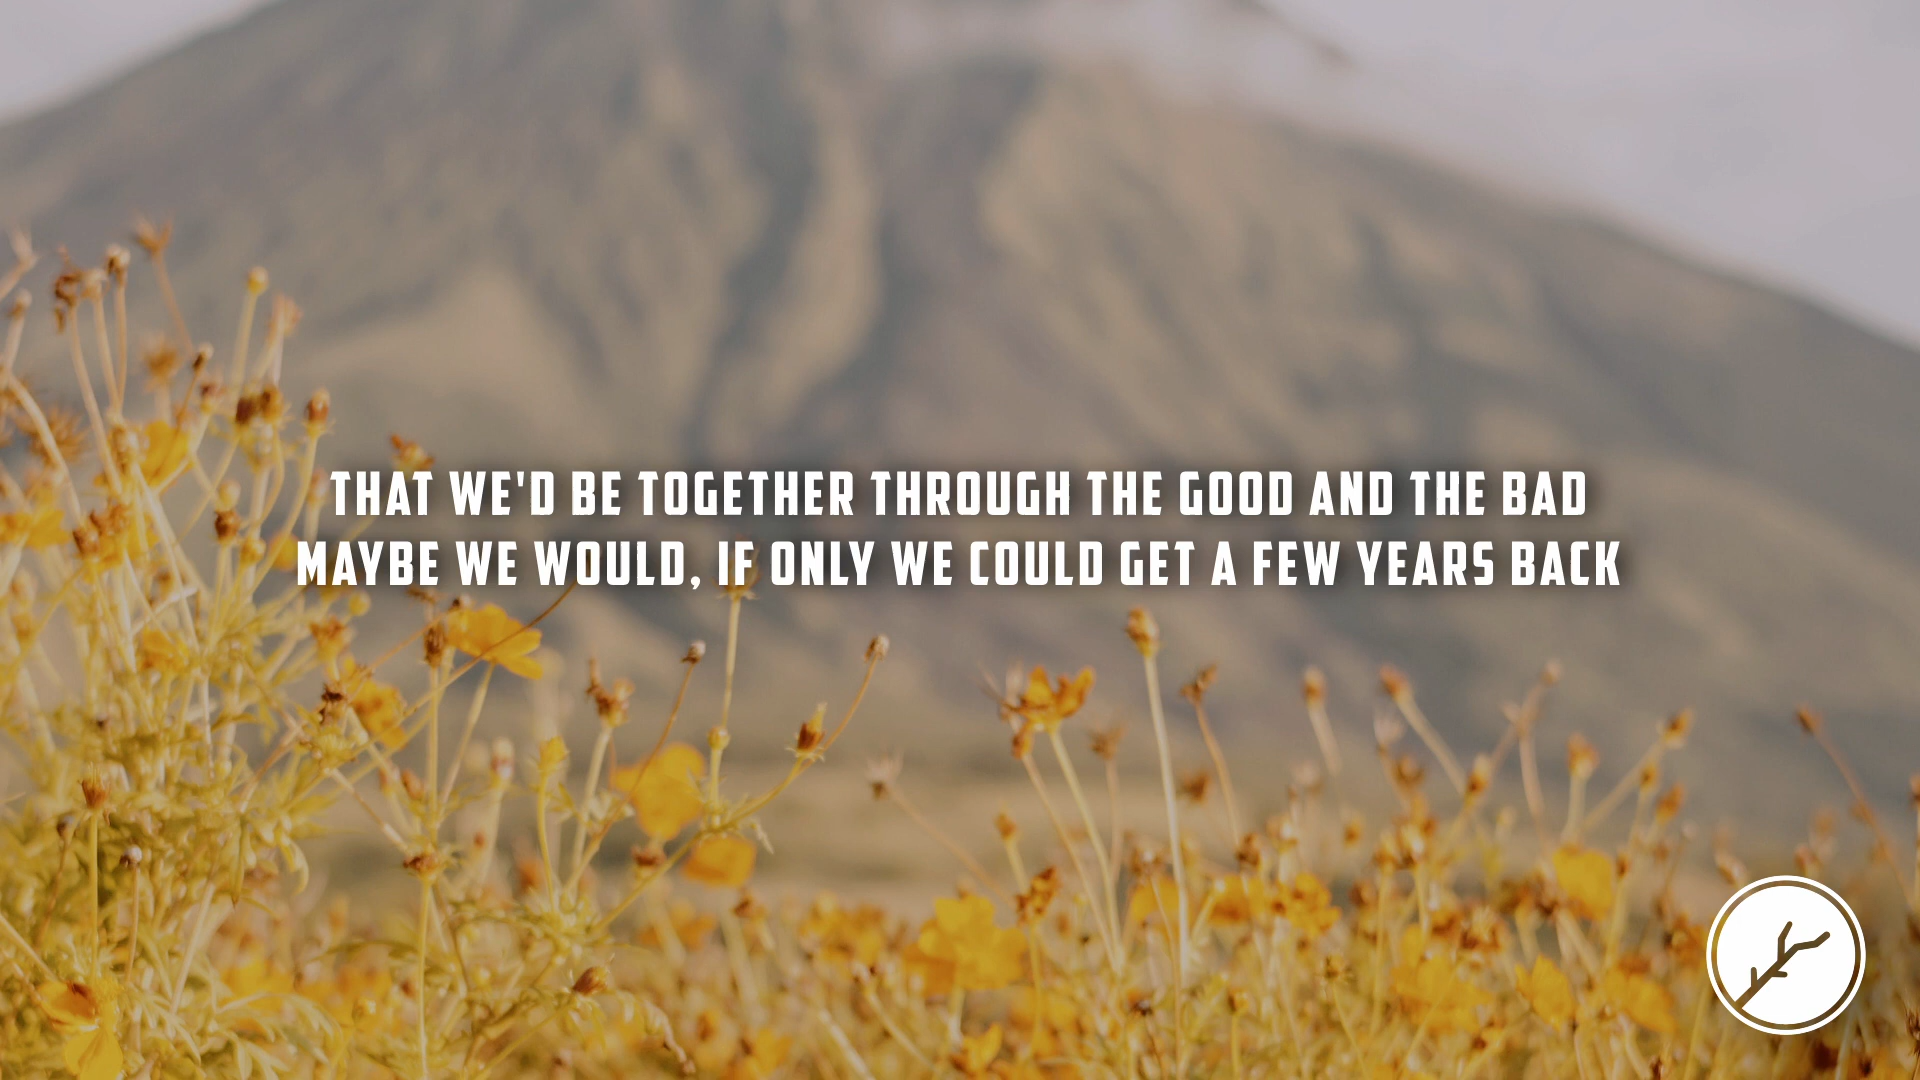 THAT WE'D BE TOGETHER THROUGH THE GOOD AND THE BAD
MAYBE WE WOULD, IF ONLY WE COULD GET A FEW YEARS BACK